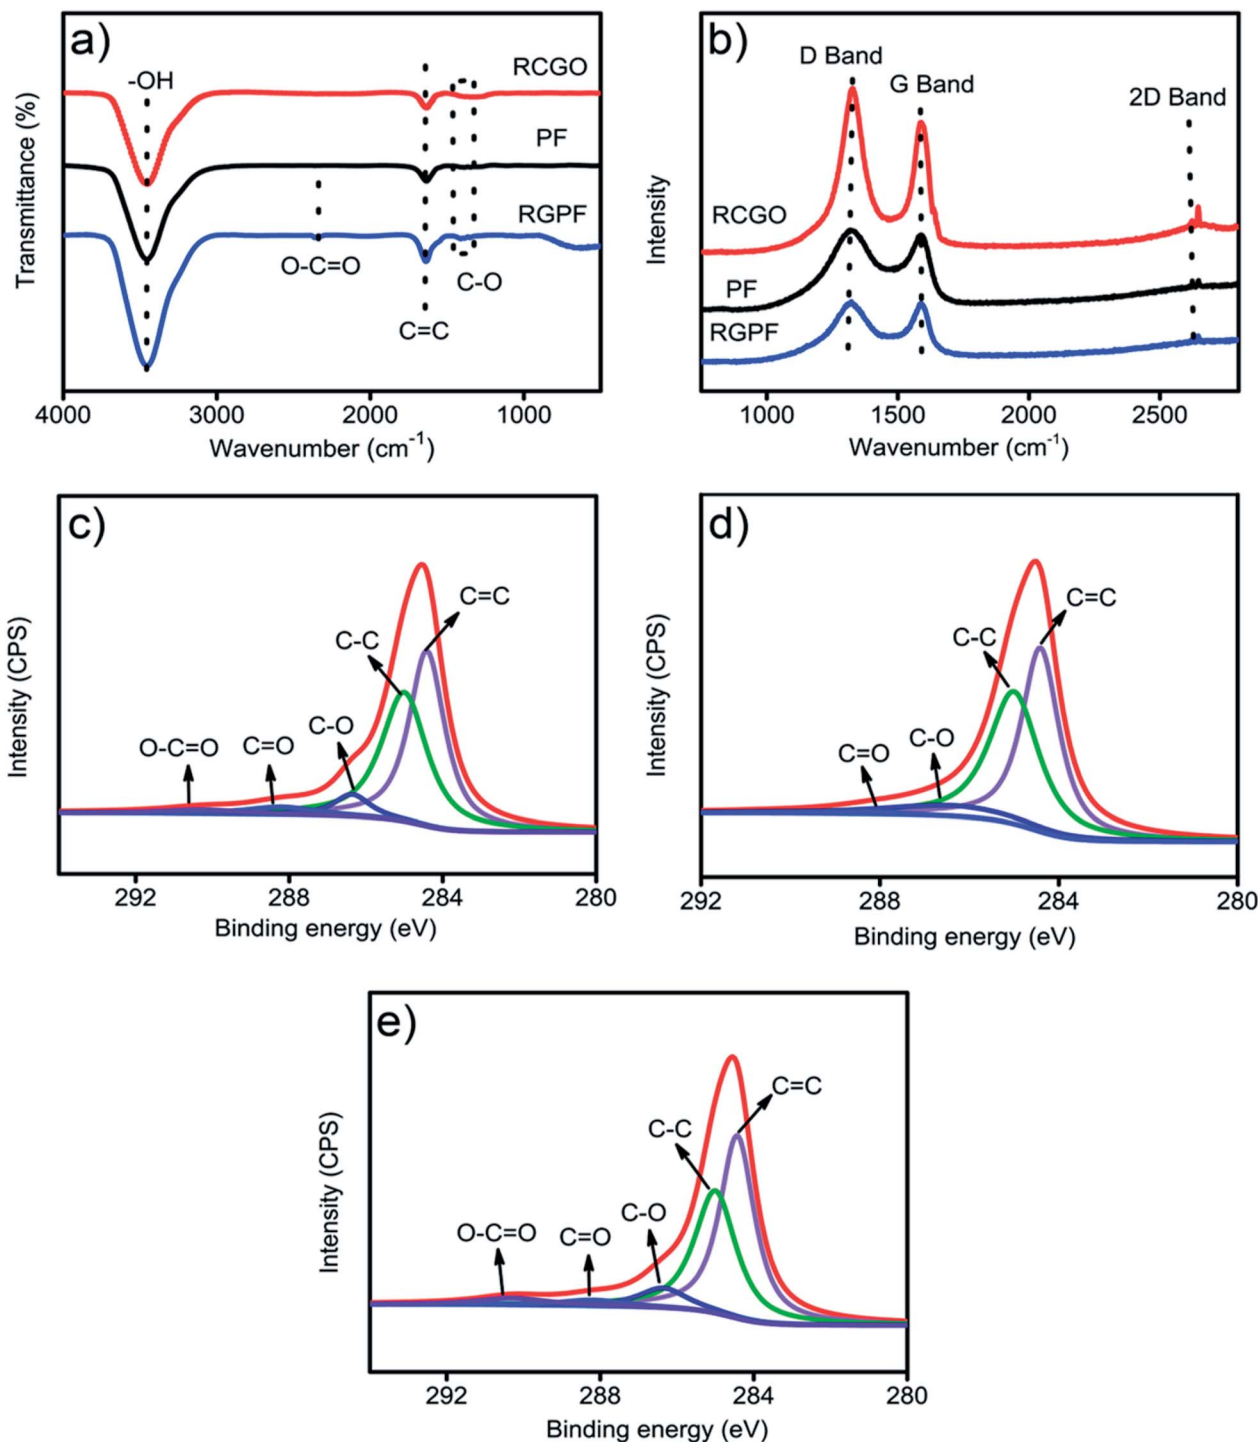 a)
-OH
RCGO
PF
RGPF
O-C=O
C-O
C=C
Transmittance (%)
4000 3000 2000 1000
Wavenumber (cm⁻¹)
b)
D Band
G Band
2D Band
RCGO
PF
RGPF
Intensity
1000 1500 2000 2500
Wavenumber (cm⁻¹)
c)
C=C
C-C
C-O
O-C=O
C=O
Intensity (CPS)
292 288 284 280
Binding energy (eV)
d)
C=C
C-C
C-O
C=O
Intensity (CPS)
292 288 284 280
Binding energy (eV)
e)
C=C
C-C
C-O
O-C=O
C=O
Intensity (CPS)
292 288 284 280
Binding energy (eV)